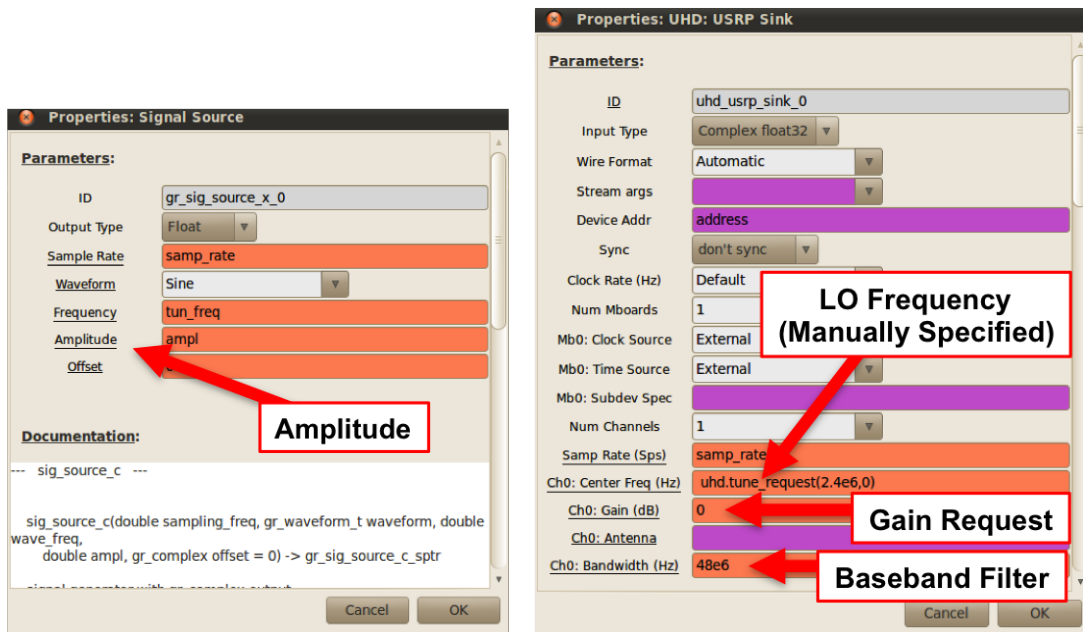 Properties: Signal Source
Parameters:
ID gr_sig_source_x_0
Output Type Float
Sample Rate samp_rate
Waveform Sine
Frequency tun_freq
Amplitude ampl
Offset
Amplitude
Documentation:
--- sig_source_c ---
sig_source_c(double sampling_freq, gr_waveform_t waveform, double
wave_freq,
double ampl, gr_complex offset = 0) -> gr_sig_source_c_sptr
Cancel OK
Properties: UHD: USRP Sink
Parameters:
ID uhd_usrp_sink_0
Input Type Complex float32
Wire Format Automatic
Stream args
Device Addr address
Sync don't sync
Clock Rate (Hz) Default
Num Mboards 1
Mb0: Clock Source External
Mb0: Time Source External
Mb0: Subdev Spec
Num Channels 1
Samp Rate (Sps) samp_rate
Ch0: Center Freq (Hz) uhd.tune_request(2.4e6,0)
Ch0: Gain (dB) 0
Ch0: Antenna
Ch0: Bandwidth (Hz) 48e6
LO Frequency
(Manually Specified)
Gain Request
Baseband Filter
Cancel OK